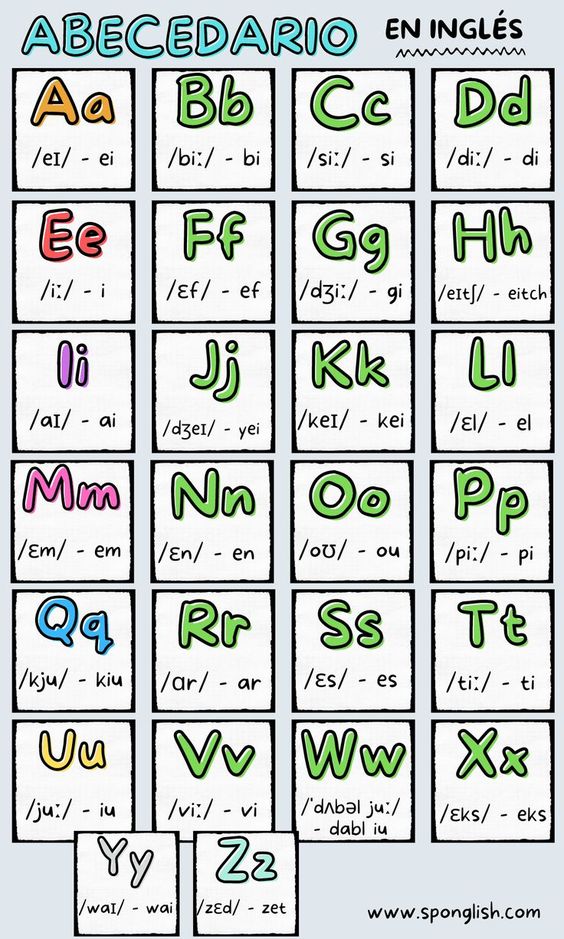 ABECEDARIO EN INGLÉS
Aa Bb Cc Dd
/eɪ/ - ei /biː/ - bi /siː/ - si /diː/ - di
Ee Ff Gg Hh
/iː/ - i /Ɛf/ - ef /dʒiː/ - gi /eɪtʃ/ - eitch
Ii Jj Kk Ll
/aɪ/ - ai /dʒeɪ/ - yei /keɪ/ - kei /Ɛl/ - el
Mm Nn Oo Pp
/Ɛm/ - em /Ɛn/ - en /oʊ/ - ou /piː/ - pi
Qq Rr Ss Tt
/kju/ - kiu /ɑr/ - ar /Ɛs/ - es /tiː/ - ti
Uu Vv Ww Xx
/juː/ - iu /viː/ - vi /ˈdʌbəl juː/ - dabl iu /Ɛks/ - eks
Yy Zz
/waɪ/ - wai /zƐd/ - zet
www.sponglish.com